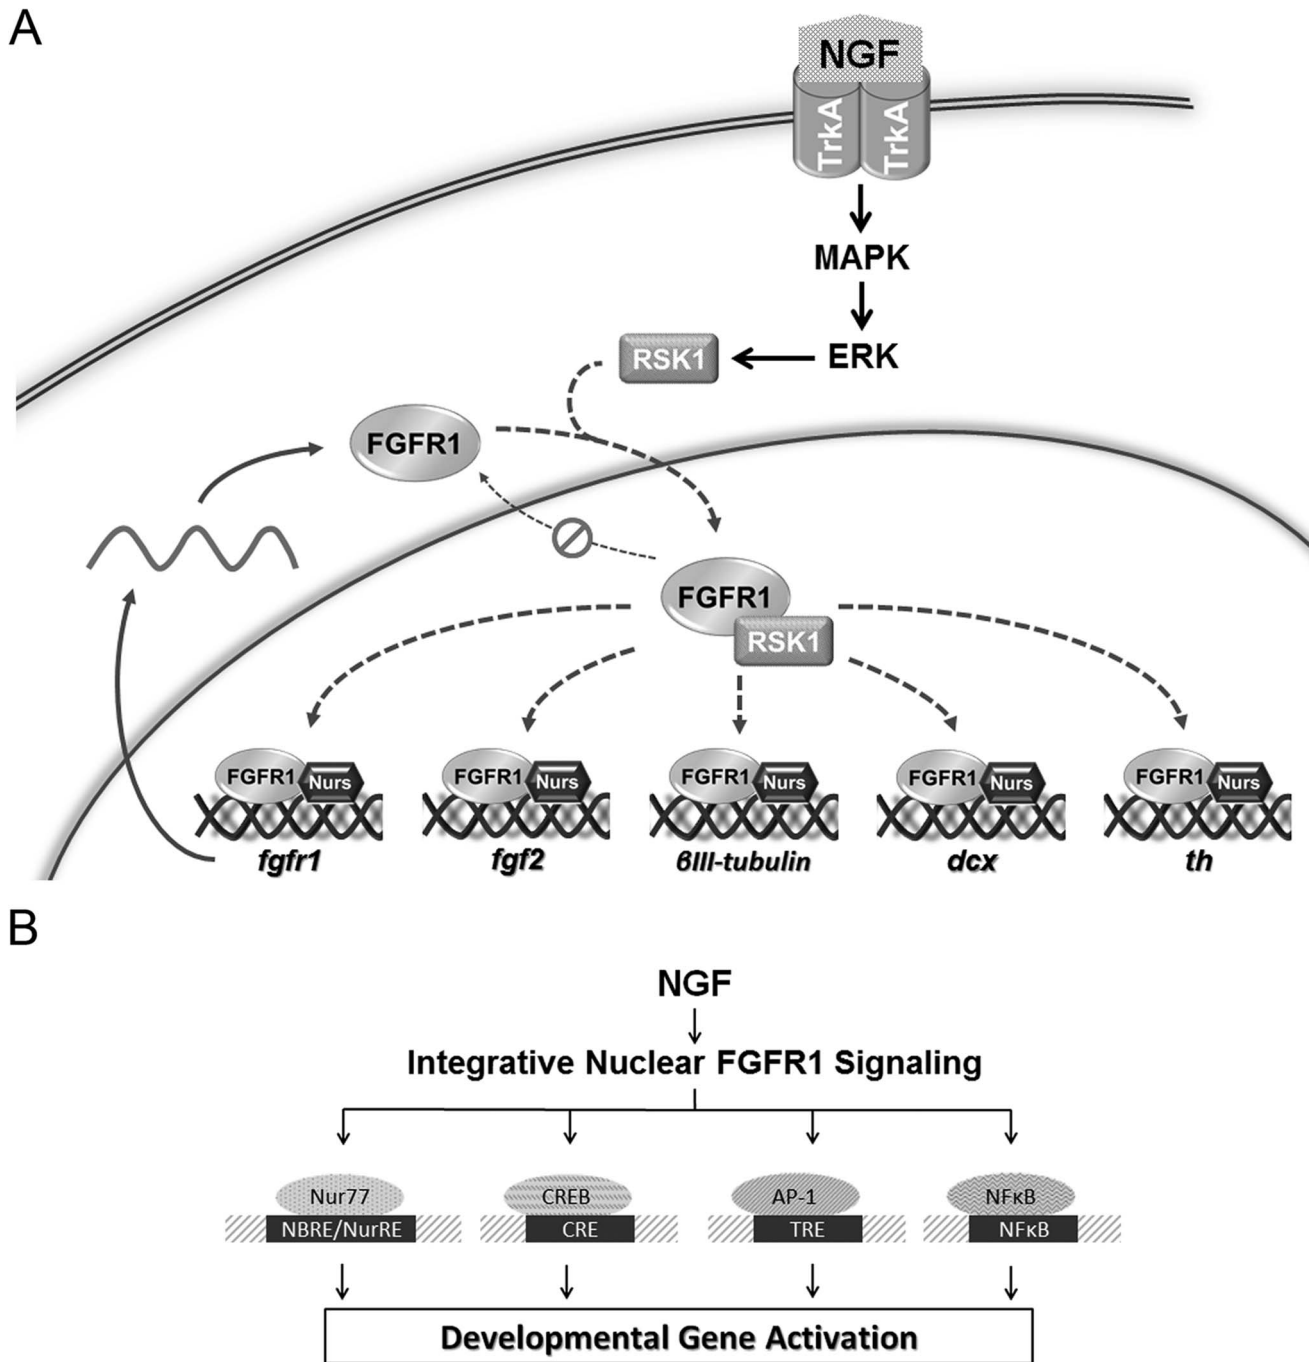 A
NGF
TrkA TrkA
MAPK
ERK
RSK1
FGFR1
FGFR1
RSK1
FGFR1 Nurs
FGFR1 Nurs
FGFR1 Nurs
FGFR1 Nurs
FGFR1 Nurs
fgfr1
fgf2
βIII-tubulin
dcx
th
B
NGF
Integrative Nuclear FGFR1 Signaling
Nur77
CREB
AP-1
NFκB
NBRE/NurRE
CRE
TRE
NFκB
Developmental Gene Activation